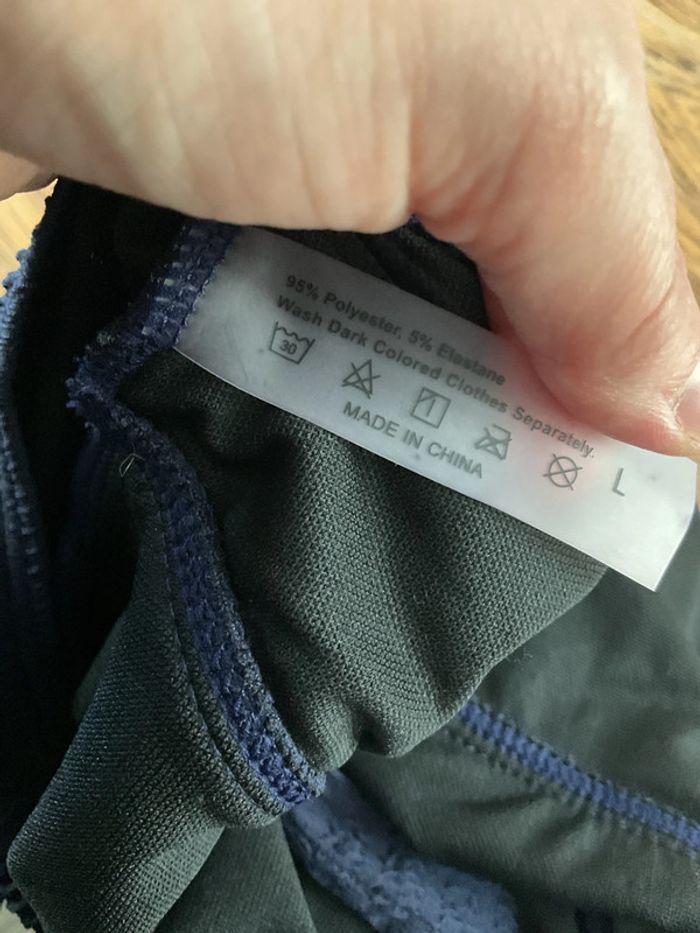 95% Polyester, 5% Elastane
Wash Dark Colored Clothes Separately.
30
MADE IN CHINA
L